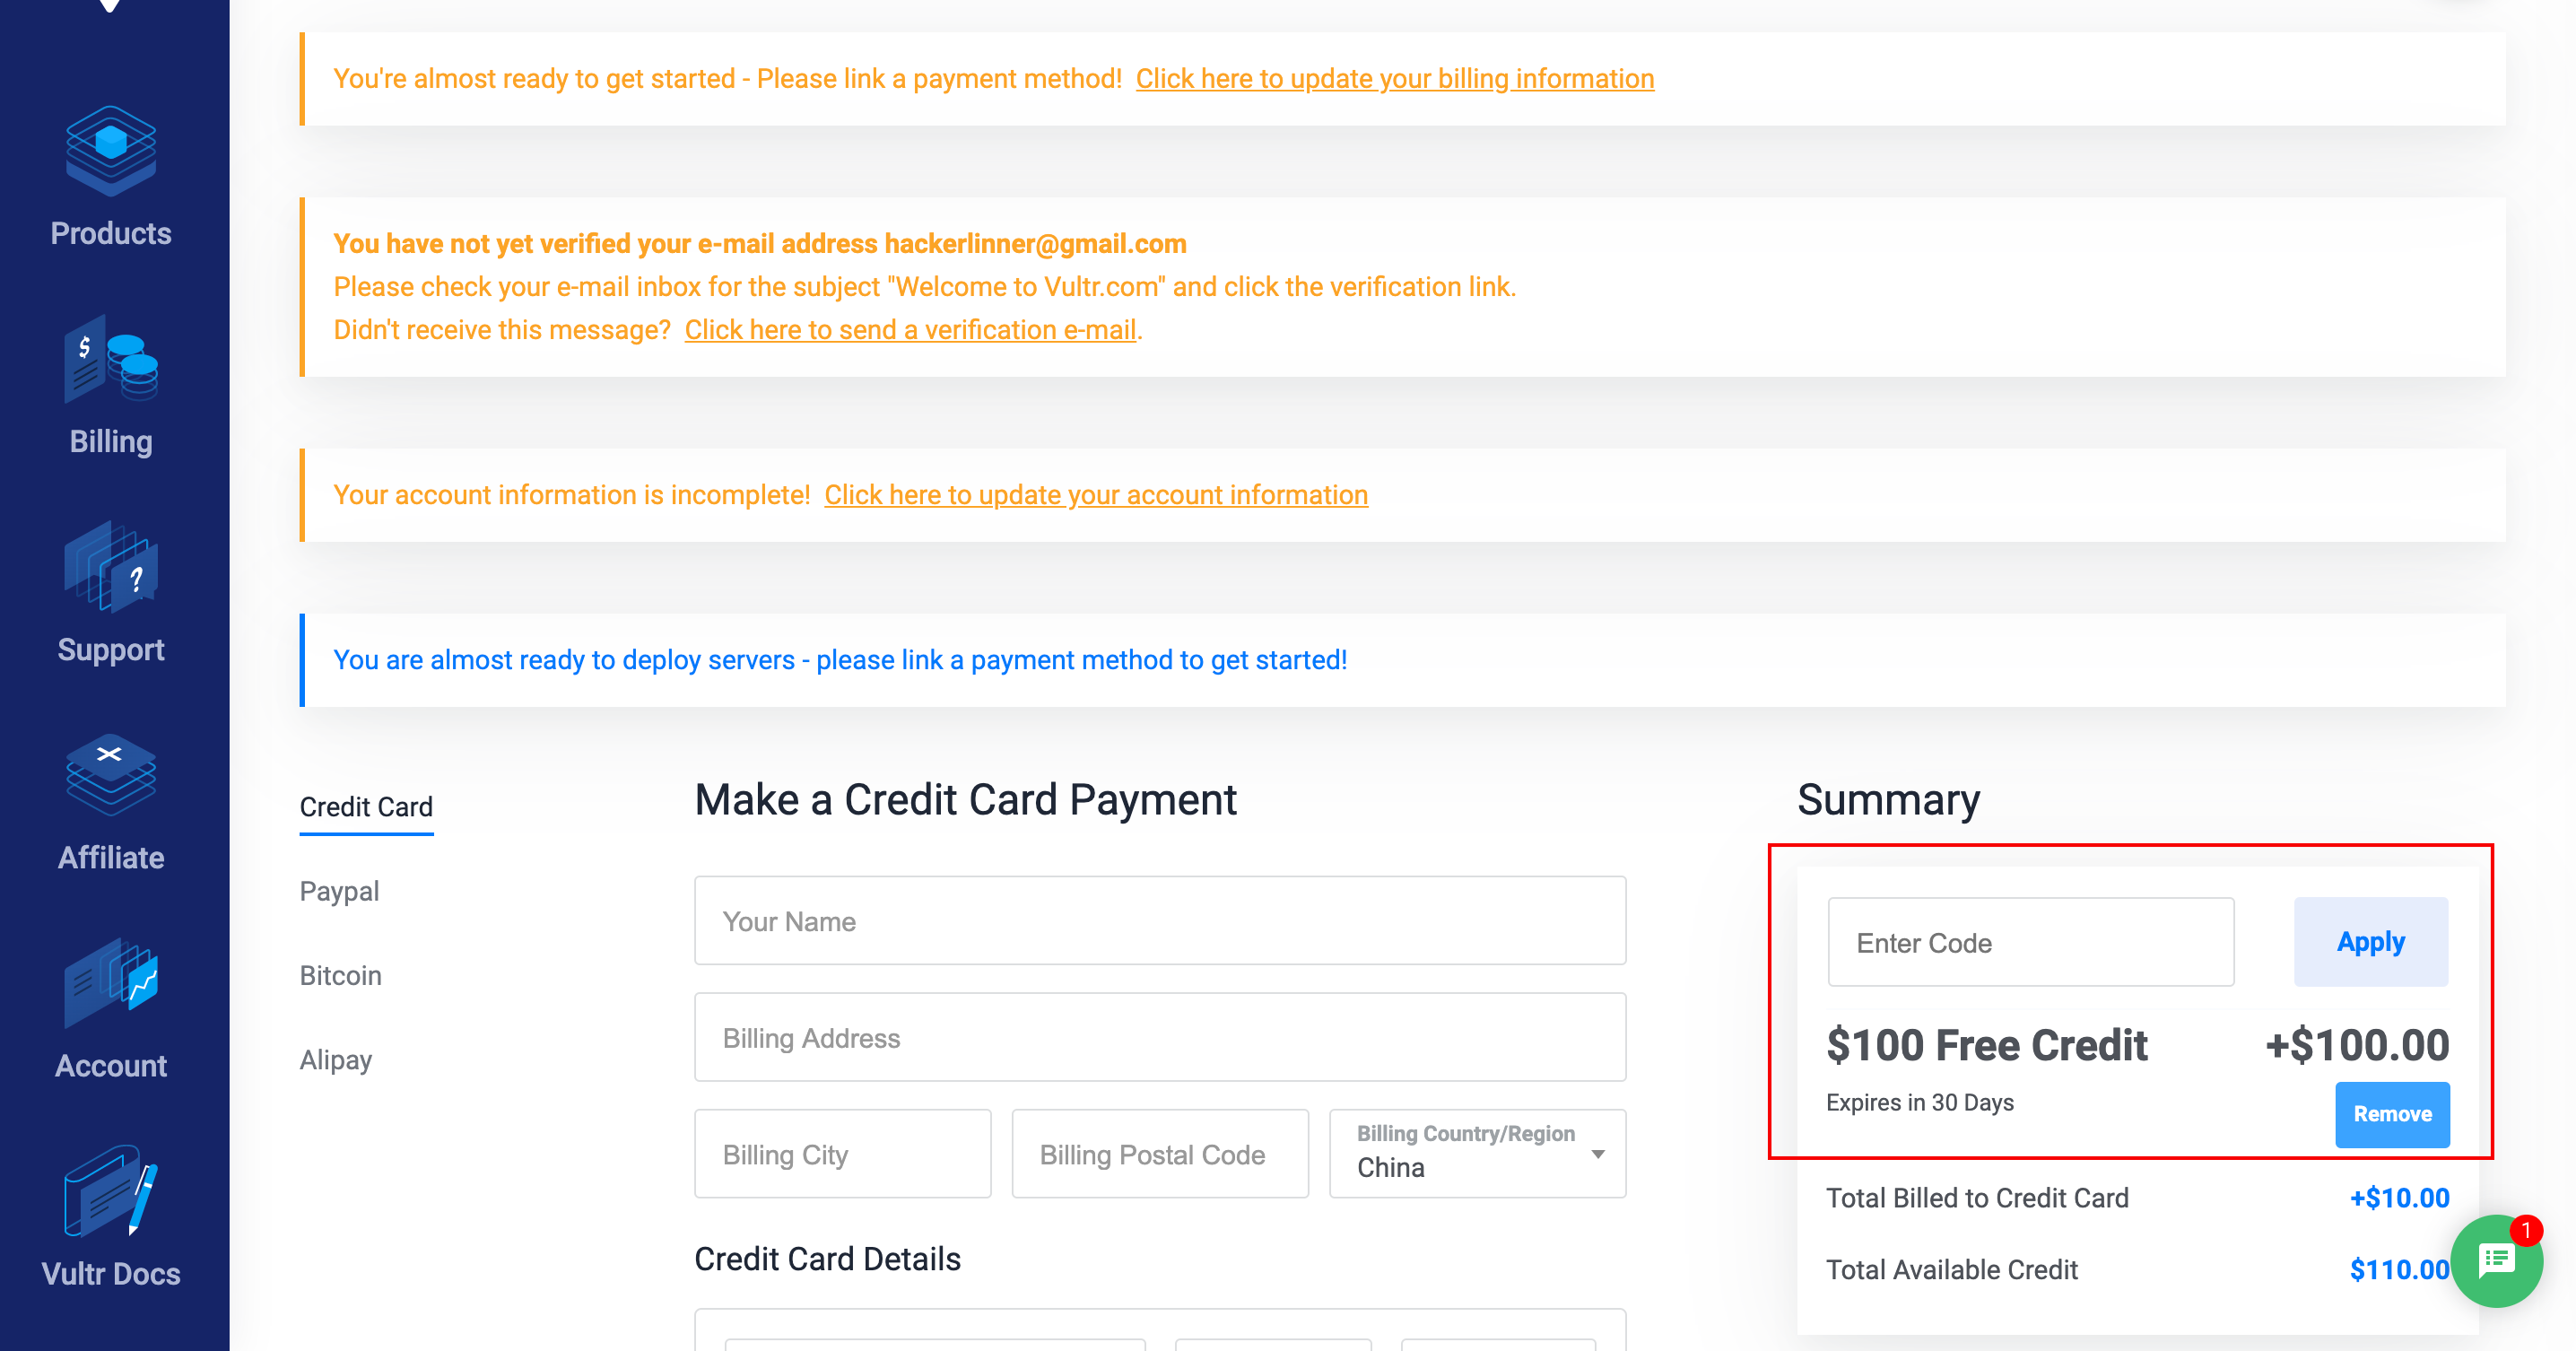 You're almost ready to get started - Please link a payment method! Click here to update your billing information
You have not yet verified your e-mail address hackerlinner@gmail.com
Please check your e-mail inbox for the subject "Welcome to Vultr.com" and click the verification link.
Didn't receive this message? Click here to send a verification e-mail.
Your account information is incomplete! Click here to update your account information
You are almost ready to deploy servers - please link a payment method to get started!
Products
$
Billing
?
Support
Affiliate
Account
Vultr Docs
Credit Card
Paypal
Bitcoin
Alipay
Make a Credit Card Payment
Your Name
Billing Address
Billing City
Billing Postal Code
Billing Country/Region
China
Credit Card Details
Summary
Enter Code
Apply
$100 Free Credit +$100.00
Expires in 30 Days
Remove
Total Billed to Credit Card +$10.00
Total Available Credit $110.00
1